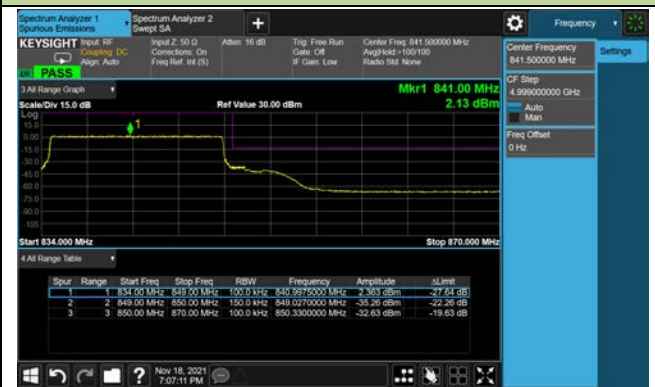 Spectrum Analyzer 1
Spurious Emissions
Spectrum Analyzer 2
Swept SA
+
Frequency
KEYSIGHT
Input: RF
Coupling: DC
Align: Auto
Input Z: 50 Ω
Corrections: On
Freq Ref: Int (S)
Atten: 16 dB
Trig: Free Run
Gate: Off
IF Gain: Low
Center Freq: 841.500000 MHz
Avg|Hold:>100/100
Radio Std: None
PASS
Center Frequency
841.500000 MHz
Settings
CF Step
4.999000000 GHz
Auto
Man
Freq Offset
0 Hz
3 All Range Graph
Mkr1 841.00 MHz
2.13 dBm
Scale/Div 15.0 dB
Ref Value 30.00 dBm
Log
15.0
0.00
-15.0
-30.0
-45.0
-60.0
-75.0
-90.0
-105
1
Start 834.000 MHz
Stop 870.000 MHz
4 All Range Table
Spur Range Start Freq Stop Freq RBW Frequency Amplitude ΔLimit
1 1 834.00 MHz 849.00 MHz 100.0 kHz 840.9975000 MHz 2.363 dBm -27.64 dB
2 2 849.00 MHz 850.00 MHz 150.0 kHz 849.0270000 MHz -35.26 dBm -22.26 dB
3 3 850.00 MHz 870.00 MHz 100.0 kHz 850.3300000 MHz -32.63 dBm -19.63 dB
Nov 18, 2021
7:07:11 PM